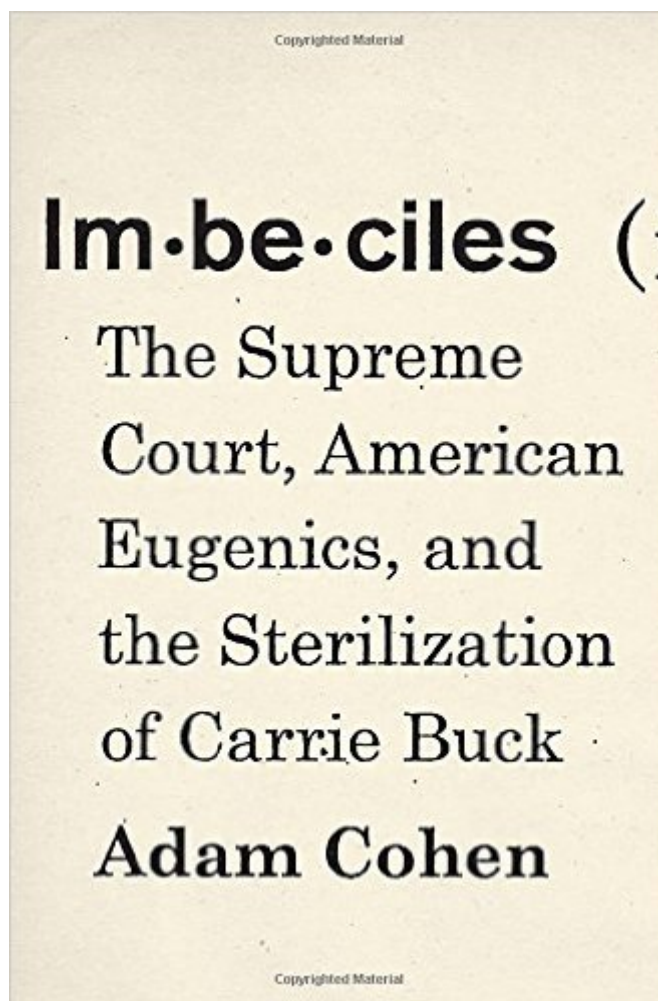 Copyrighted Material
Im·be·ciles (
The Supreme
Court, American
Eugenics, and
the Sterilization
of Carrie Buck
Adam Cohen
Copyrighted Material